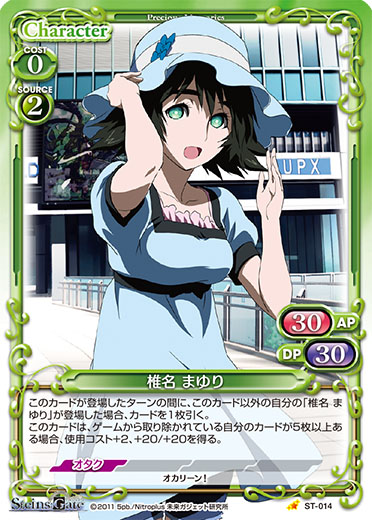 Precious Memories
Character
COST
0
SOURCE
2
UPX
30 AP
DP 30
椎名 まゆり
このカードが登場したターンの間に、このカード以外の自分の「椎名 ま
ゆり」が登場した場合、カードを1枚引く。
このカードは、ゲームから取り除かれている自分のカードが5枚以上あ
る場合、使用コスト+2、+20/+20を得る。
オタク
オカリーン!
Steins;Gate ©2011 5pb./Nitroplus 未来ガジェット研究所 ST-014